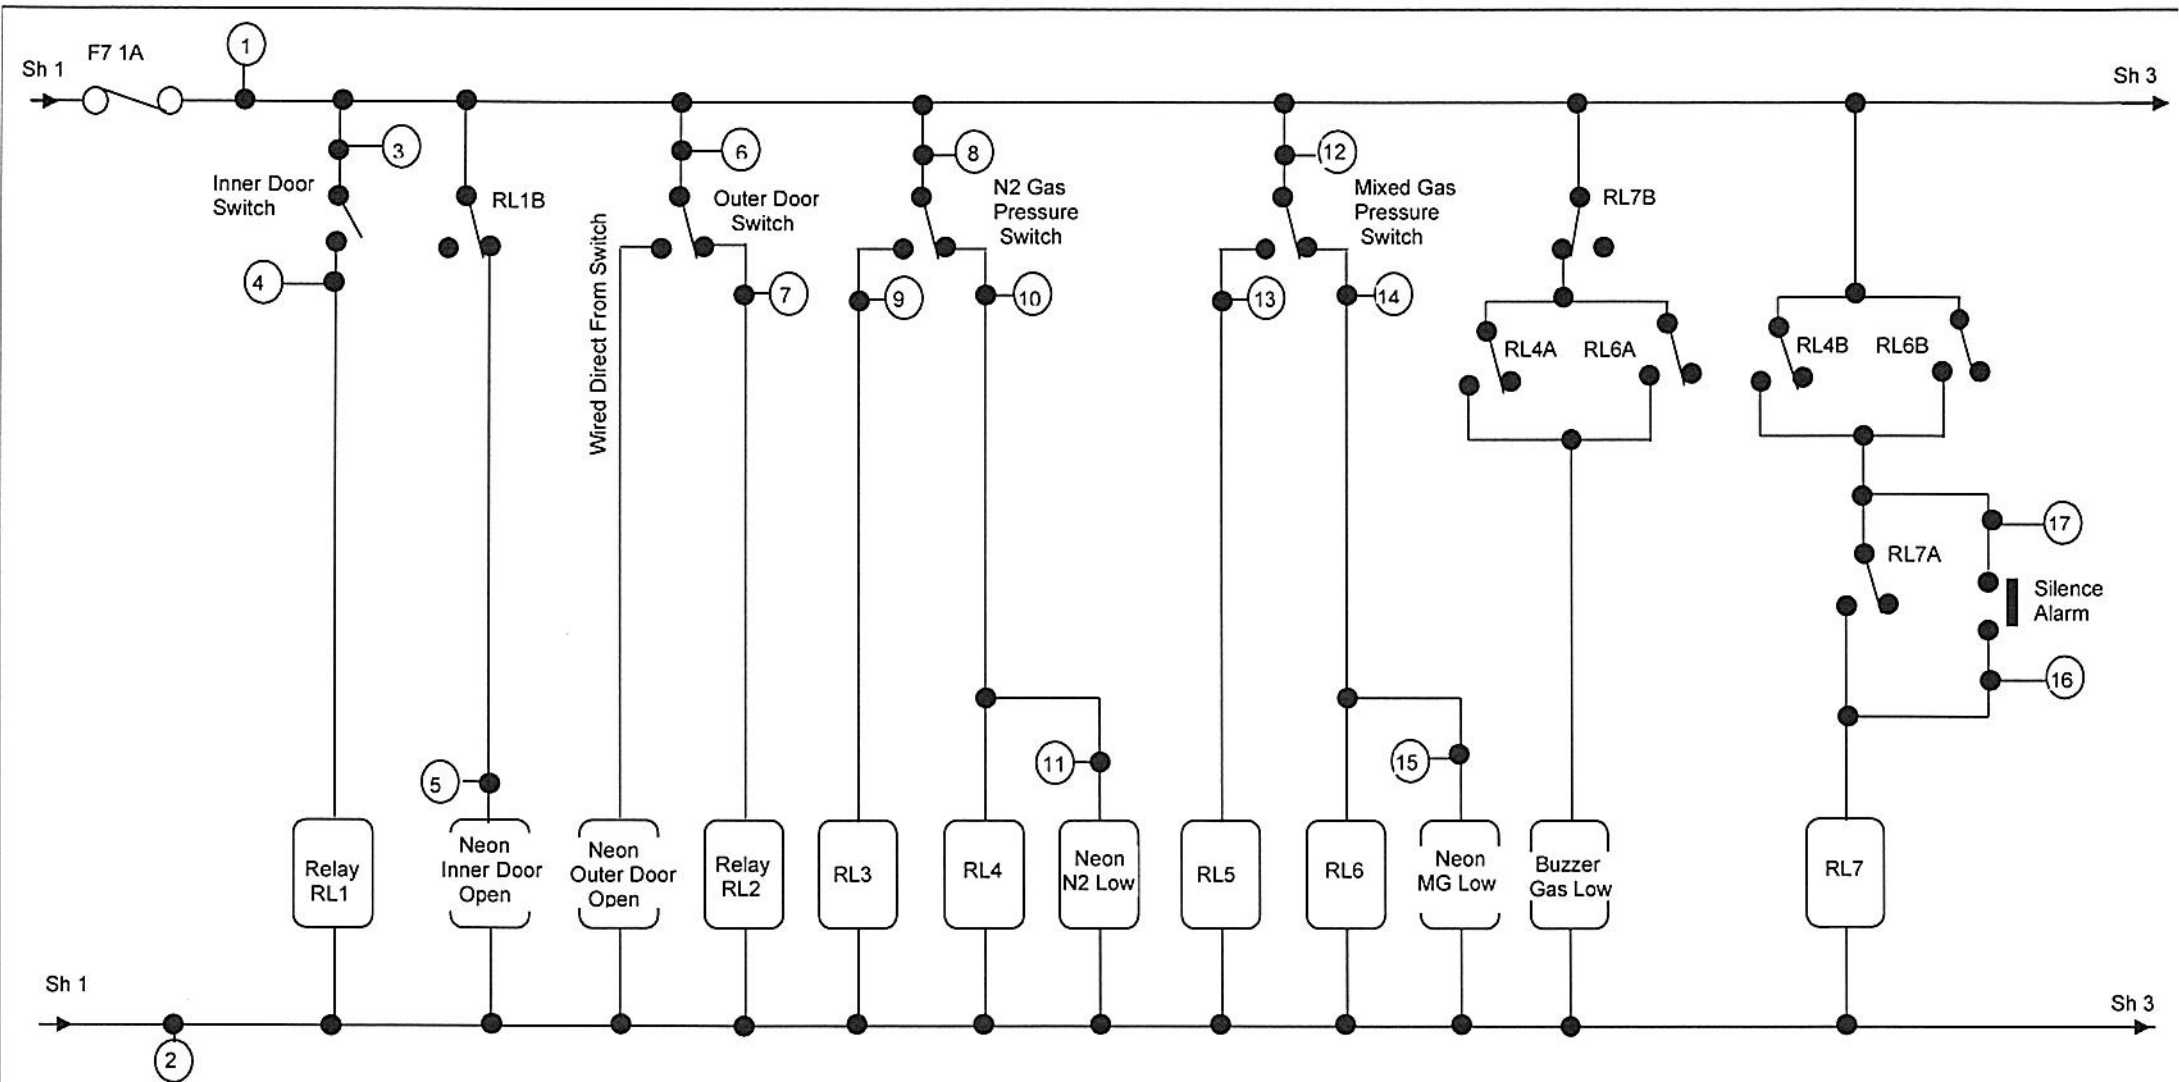 Sh 1
F7 1A
1
Sh 3
3
Inner Door
Switch
4
RL1B
6
Outer Door
Switch
Wired Direct From Switch
7
8
N2 Gas
Pressure
Switch
9
10
12
Mixed Gas
Pressure
Switch
13
14
RL7B
RL4A
RL6A
RL4B
RL6B
17
RL7A
Silence
Alarm
16
5
11
15
Relay
RL1
Neon
Inner Door
Open
Neon
Outer Door
Open
Relay
RL2
RL3
RL4
Neon
N2 Low
RL5
RL6
Neon
MG Low
Buzzer
Gas Low
RL7
Sh 1
2
Sh 3